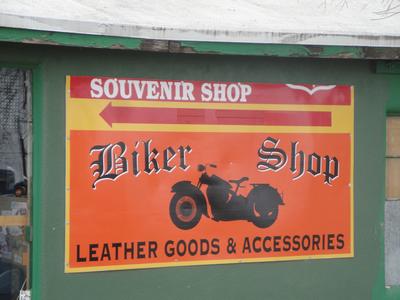 SOUVENIR SHOP
Biker Shop
LEATHER GOODS & ACCESSORIES